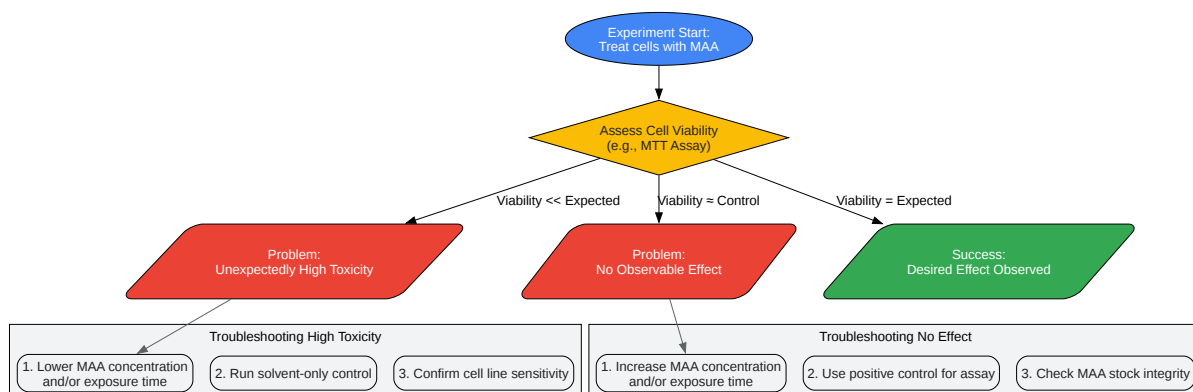 Experiment Start:
Treat cells with MAA
Assess Cell Viability
(e.g., MTT Assay)
Viability << Expected
Viability ≈ Control
Viability = Expected
Problem:
Unexpectedly High Toxicity
Problem:
No Observable Effect
Success:
Desired Effect Observed
Troubleshooting High Toxicity
1. Lower MAA concentration
and/or exposure time
2. Run solvent-only control
3. Confirm cell line sensitivity
Troubleshooting No Effect
1. Increase MAA concentration
and/or exposure time
2. Use positive control for assay
3. Check MAA stock integrity